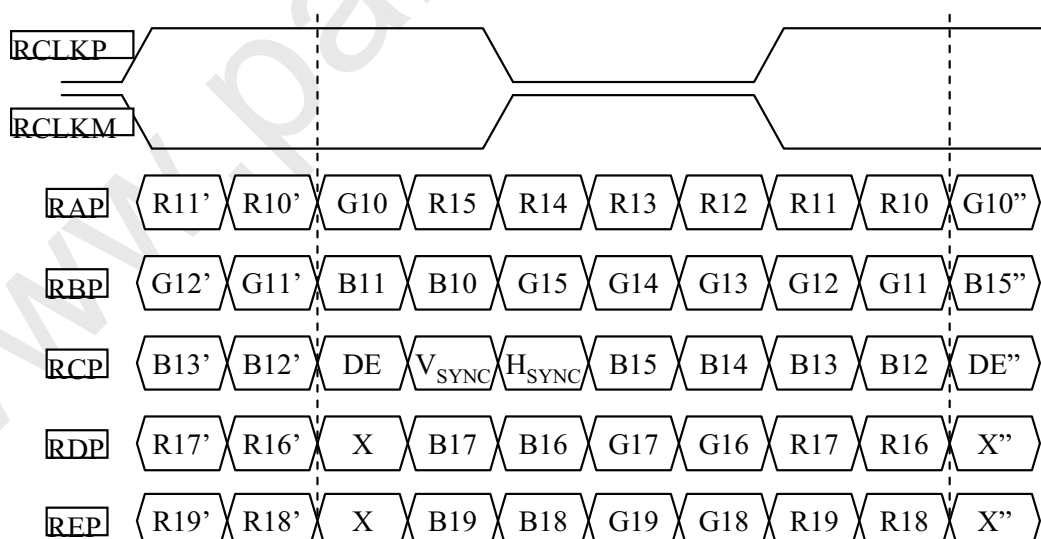 RCLKP
RCLKM
RAP R11’ R10’ G10 R15 R14 R13 R12 R11 R10 G10”
RBP G12’ G11’ B11 B10 G15 G14 G13 G12 G11 B15”
RCP B13’ B12’ DE VSYNC HSYNC B15 B14 B13 B12 DE”
RDP R17’ R16’ X B17 B16 G17 G16 R17 R16 X”
REP R19’ R18’ X B19 B18 G19 G18 R19 R18 X”